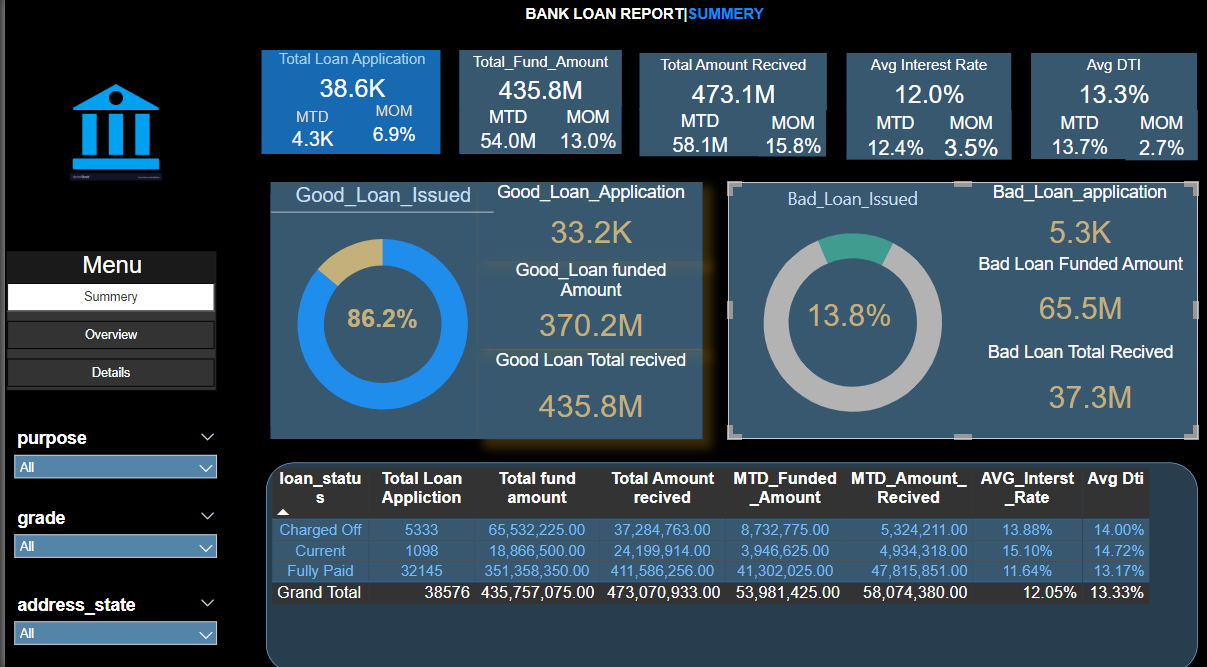 BANK LOAN REPORT|SUMMERY
Total Loan Application
38.6K
MTD
MOM
4.3K
6.9%
Total_Fund_Amount
435.8M
MTD
MOM
54.0M
13.0%
Total Amount Recived
473.1M
MTD
MOM
58.1M
15.8%
Avg Interest Rate
12.0%
MTD
MOM
12.4%
3.5%
Avg DTI
13.3%
MTD
MOM
13.7%
2.7%
Menu
Summery
Overview
Details
purpose
All
grade
All
address_state
All
Good_Loan_Issued
86.2%
Good_Loan_Application
33.2K
Good_Loan funded
Amount
370.2M
Good Loan Total recived
435.8M
Bad_Loan_Issued
13.8%
Bad_Loan_application
5.3K
Bad Loan Funded Amount
65.5M
Bad Loan Total Recived
37.3M
loan_statu Total Loan Total fund Total Amount MTD_Funded MTD_Amount_ AVG_Interst Avg Dti
s Appliction amount recived _Amount Recived _Rate
Charged Off 5333 65,532,225.00 37,284,763.00 8,732,775.00 5,324,211.00 13.88% 14.00%
Current 1098 18,866,500.00 24,199,914.00 3,946,625.00 4,934,318.00 15.10% 14.72%
Fully Paid 32145 351,358,350.00 411,586,256.00 41,302,025.00 47,815,851.00 11.64% 13.17%
Grand Total 38576 435,757,075.00 473,070,933.00 53,981,425.00 58,074,380.00 12.05% 13.33%